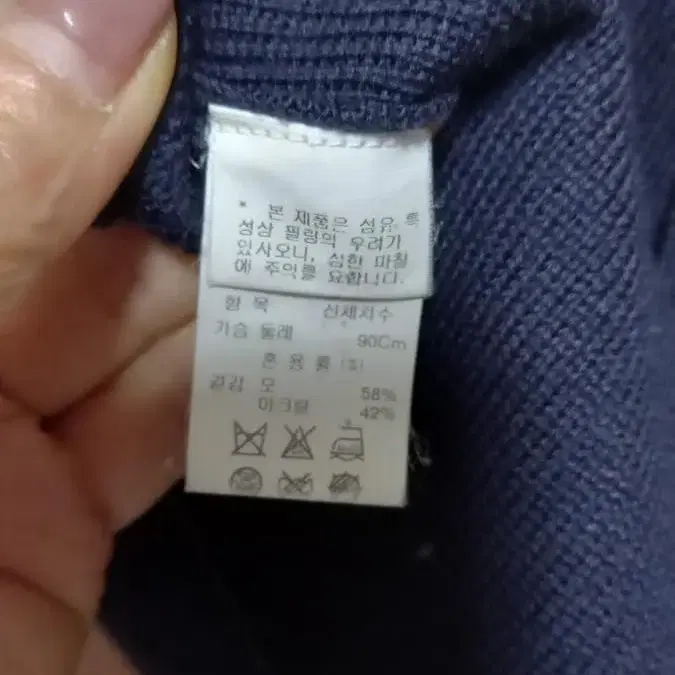 * 본 제품은 섬유 특
성상 필링의 우려가
있사오니, 심한 마찰
에 주의를 요합니다.
항 목 신체치수
가슴 둘레 90Cm
혼 용 률 (%)
겉감 모 58%
아크릴 42%